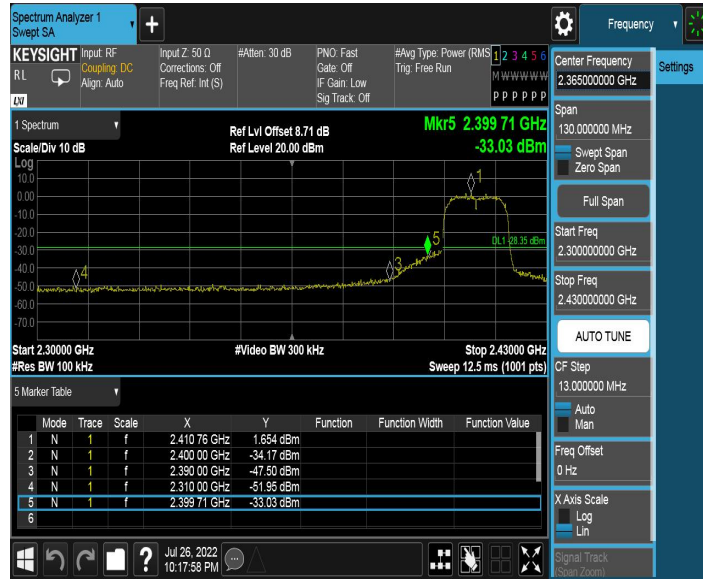 Spectrum Analyzer 1
Swept SA
+
Frequency
KEYSIGHT
R L
LXI
Input: RF
Coupling: DC
Align: Auto
Input Z: 50 Ω
Corrections: Off
Freq Ref: Int (S)
#Atten: 30 dB
PNO: Fast
Gate: Off
IF Gain: Low
Sig Track: Off
#Avg Type: Power (RMS
Trig: Free Run
1 2 3 4 5 6
M W W W W W
P P P P P P
Center Frequency
2.365000000 GHz
Settings
Span
130.000000 MHz
Swept Span
Zero Span
Full Span
Start Freq
2.300000000 GHz
Stop Freq
2.430000000 GHz
AUTO TUNE
CF Step
13.000000 MHz
Auto
Man
Freq Offset
0 Hz
X Axis Scale
Log
Lin
Signal Track
(Span Zoom)
1 Spectrum
Scale/Div 10 dB
Ref Lvl Offset 8.71 dB
Ref Level 20.00 dBm
Mkr5 2.399 71 GHz
-33.03 dBm
Log
10.0
0.00
-10.0
-20.0
-30.0
-40.0
-50.0
-60.0
-70.0
1
5
DL1 -28.35 dBm
3
4
Start 2.30000 GHz
#Res BW 100 kHz
#Video BW 300 kHz
Stop 2.43000 GHz
Sweep 12.5 ms (1001 pts)
5 Marker Table
Mode Trace Scale X Y Function Function Width Function Value
1 N 1 f 2.410 76 GHz 1.654 dBm
2 N 1 f 2.400 00 GHz -34.17 dBm
3 N 1 f 2.390 00 GHz -47.50 dBm
4 N 1 f 2.310 00 GHz -51.95 dBm
5 N 1 f 2.399 71 GHz -33.03 dBm
6
?
Jul 26, 2022
10:17:58 PM